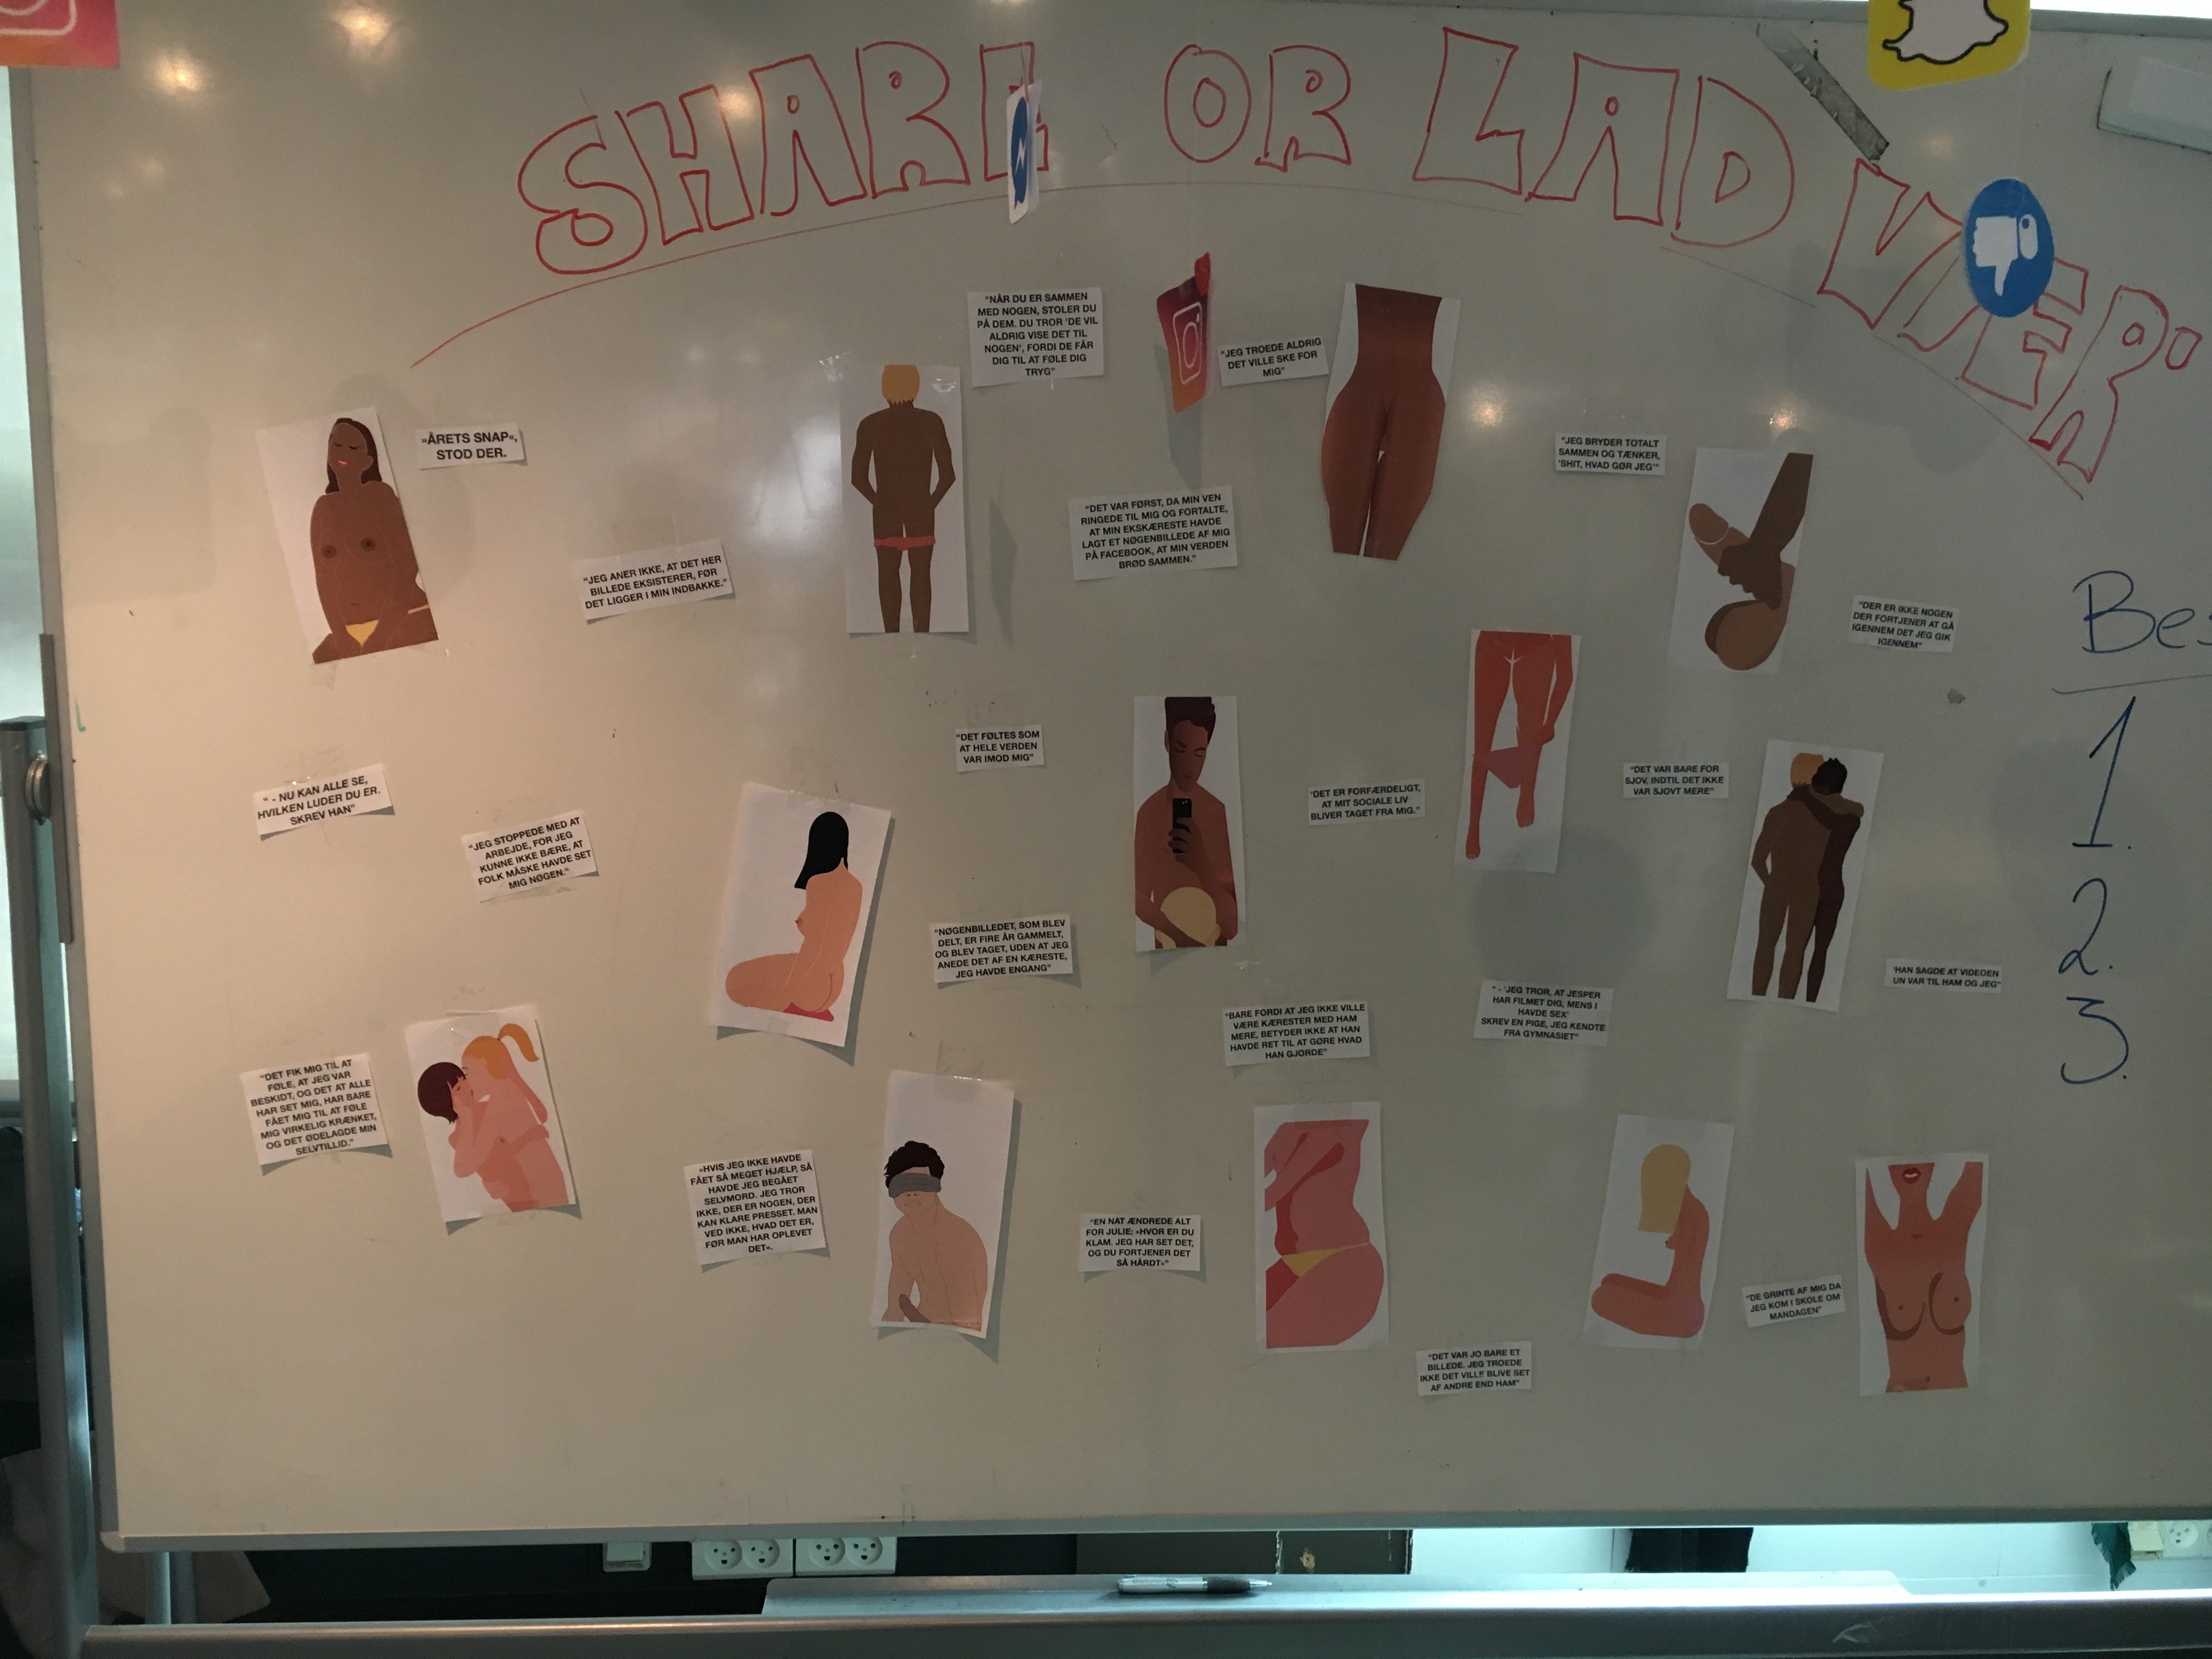 SHARE OR LAD VÆR'
"NÅR DU ER SAMMEN
MED NOGEN, STOLER DU
PÅ DEM. DU TROR 'DE VIL
ALDRIG VISE DET TIL
NOGEN', FORDI DE FÅR
DIG TIL AT FØLE DIG
TRYG"
"JEG TROEDE ALDRIG
DET VILLE SKE FOR
MIG"
»ÅRETS SNAP«,
STOD DER.
"JEG BRYDER TOTALT
SAMMEN OG TÆNKER,
'SHIT, HVAD GØR JEG'"
"JEG ANER IKKE, AT DET HER
BILLEDE EKSISTERER, FØR
DET LIGGER I MIN INDBAKKE."
"DET VAR FØRST, DA MIN VEN
RINGEDE TIL MIG OG FORTALTE,
AT MIN EKSKÆRESTE HAVDE
LAGT ET NØGENBILLEDE AF MIG
PÅ FACEBOOK, AT MIN VERDEN
BRØD SAMMEN."
"DER ER IKKE NOGEN
DER FORTJENER AT GÅ
IGENNEM DET JEG GIK
IGENNEM"
Bes
1.
2.
3.
"DET FØLTES SOM
AT HELE VERDEN
VAR IMOD MIG"
" - NU KAN ALLE SE,
HVILKEN LUDER DU ER.
SKREV HAN"
"JEG STOPPEDE MED AT
ARBEJDE, FOR JEG
KUNNE IKKE BÆRE, AT
FOLK MÅSKE HAVDE SET
MIG NØGEN."
'DET ER FORFÆRDELIGT,
AT MIT SOCIALE LIV
BLIVER TAGET FRA MIG."
"DET VAR BARE FOR
SJOV, INDTIL DET IKKE
VAR SJOVT MERE"
"NØGENBILLEDET, SOM BLEV
DELT, ER FIRE ÅR GAMMELT,
OG BLEV TAGET, UDEN AT JEG
ANEDE DET AF EN KÆRESTE,
JEG HAVDE ENGANG"
'HAN SAGDE AT VIDEOEN
UN VAR TIL HAM OG JEG"
"BARE FORDI AT JEG IKKE VILLE
VÆRE KÆRESTER MED HAM
MERE, BETYDER IKKE AT HAN
HAVDE RET TIL AT GØRE HVAD
HAN GJORDE"
" - 'JEG TROR, AT JESPER
HAR FILMET DIG, MENS I
HAVDE SEX'
SKREV EN PIGE, JEG KENDTE
FRA GYMNASIET"
"DET FIK MIG TIL AT
FØLE, AT JEG VAR
BESKIDT, OG DET AT ALLE
HAR SET MIG, HAR BARE
FÅET MIG TIL AT FØLE
MIG VIRKELIG KRÆNKET,
OG DET ØDELAGDE MIN
SELVTILLID."
»HVIS JEG IKKE HAVDE
FÅET SÅ MEGET HJÆLP, SÅ
HAVDE JEG BEGÅET
SELVMORD. JEG TROR
IKKE, DER ER NOGEN, DER
KAN KLARE PRESSET. MAN
VED IKKE, HVAD DET ER,
FØR MAN HAR OPLEVET
DET«.
"EN NAT ÆNDREDE ALT
FOR JULIE: »HVOR ER DU
KLAM. JEG HAR SET DET,
OG DU FORTJENER DET
SÅ HÅRDT«"
"DE GRINTE AF MIG DA
JEG KOM I SKOLE OM
MANDAGEN"
"DET VAR JO BARE ET
BILLEDE. JEG TROEDE
IKKE DET VILLE BLIVE SET
AF ANDRE END HAM"